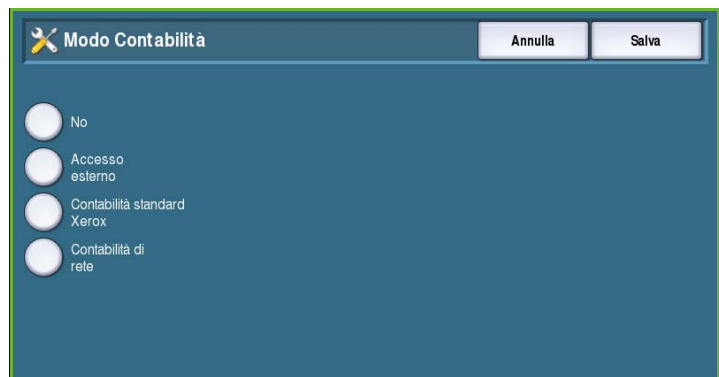 Modo Contabilità
Annulla
Salva
No
Accesso
esterno
Contabilità standard
Xerox
Contabilità di
rete